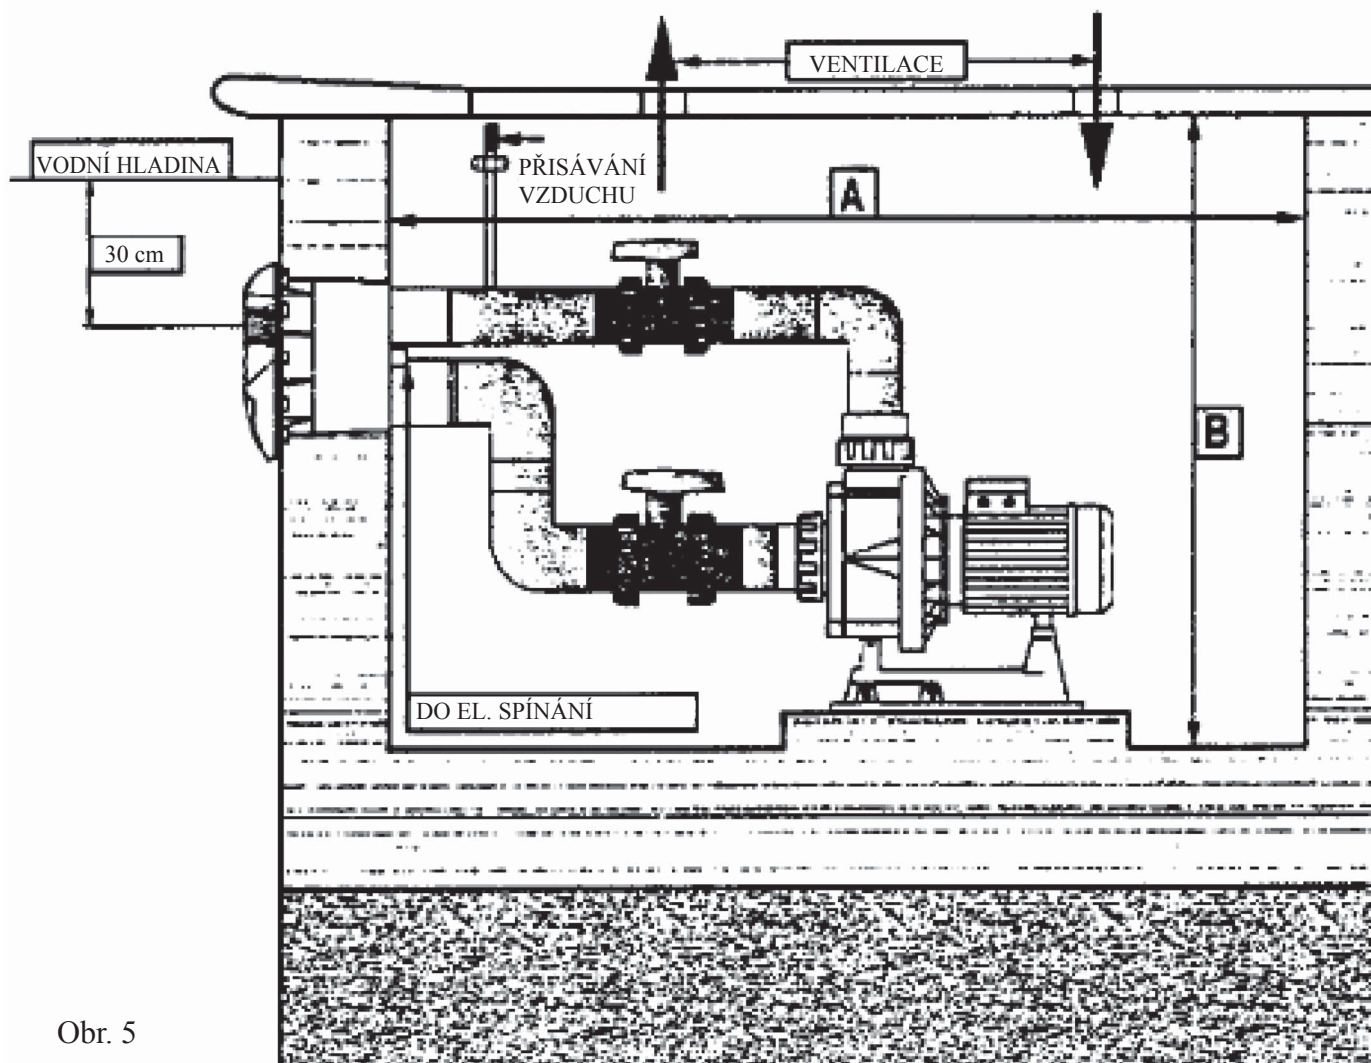 VENTILACE
VODNÍ HLADINA
PŘISÁVÁNÍ
VZDUCHU
A
30 cm
B
DO EL. SPÍNÁNÍ
Obr. 5